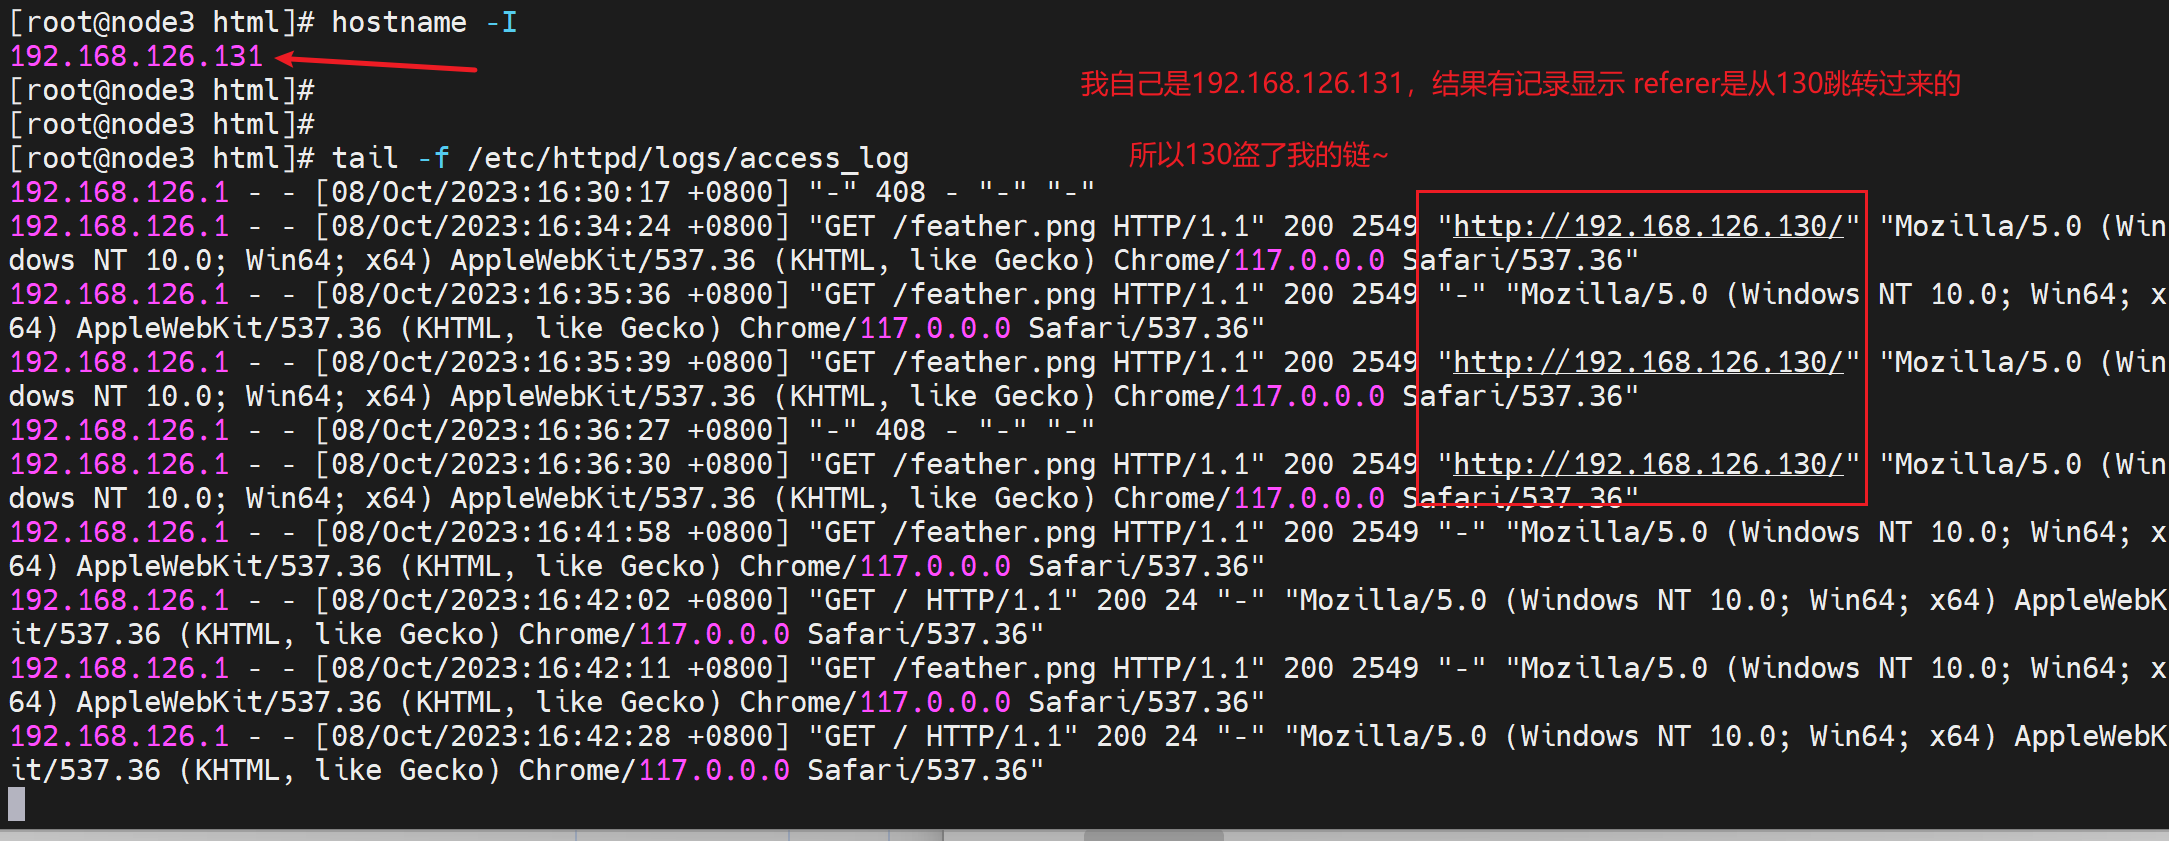 [root@node3 html]# hostname -I
192.168.126.131
[root@node3 html]#
我自己是192.168.126.131，结果有记录显示 referer是从130跳转过来的
[root@node3 html]#
[root@node3 html]# tail -f /etc/httpd/logs/access_log
所以130盗了我的链~
192.168.126.1 - - [08/Oct/2023:16:30:17 +0800] "-" 408 - "-" "-"
192.168.126.1 - - [08/Oct/2023:16:34:24 +0800] "GET /feather.png HTTP/1.1" 200 2549 "http://192.168.126.130/" "Mozilla/5.0 (Win
dows NT 10.0; Win64; x64) AppleWebKit/537.36 (KHTML, like Gecko) Chrome/117.0.0.0 Safari/537.36"
192.168.126.1 - - [08/Oct/2023:16:35:36 +0800] "GET /feather.png HTTP/1.1" 200 2549 "-" "Mozilla/5.0 (Windows NT 10.0; Win64; x
64) AppleWebKit/537.36 (KHTML, like Gecko) Chrome/117.0.0.0 Safari/537.36"
192.168.126.1 - - [08/Oct/2023:16:35:39 +0800] "GET /feather.png HTTP/1.1" 200 2549 "http://192.168.126.130/" "Mozilla/5.0 (Win
dows NT 10.0; Win64; x64) AppleWebKit/537.36 (KHTML, like Gecko) Chrome/117.0.0.0 Safari/537.36"
192.168.126.1 - - [08/Oct/2023:16:36:27 +0800] "-" 408 - "-" "-"
192.168.126.1 - - [08/Oct/2023:16:36:30 +0800] "GET /feather.png HTTP/1.1" 200 2549 "http://192.168.126.130/" "Mozilla/5.0 (Win
dows NT 10.0; Win64; x64) AppleWebKit/537.36 (KHTML, like Gecko) Chrome/117.0.0.0 Safari/537.36"
192.168.126.1 - - [08/Oct/2023:16:41:58 +0800] "GET /feather.png HTTP/1.1" 200 2549 "-" "Mozilla/5.0 (Windows NT 10.0; Win64; x
64) AppleWebKit/537.36 (KHTML, like Gecko) Chrome/117.0.0.0 Safari/537.36"
192.168.126.1 - - [08/Oct/2023:16:42:02 +0800] "GET / HTTP/1.1" 200 24 "-" "Mozilla/5.0 (Windows NT 10.0; Win64; x64) AppleWebK
it/537.36 (KHTML, like Gecko) Chrome/117.0.0.0 Safari/537.36"
192.168.126.1 - - [08/Oct/2023:16:42:11 +0800] "GET /feather.png HTTP/1.1" 200 2549 "-" "Mozilla/5.0 (Windows NT 10.0; Win64; x
64) AppleWebKit/537.36 (KHTML, like Gecko) Chrome/117.0.0.0 Safari/537.36"
192.168.126.1 - - [08/Oct/2023:16:42:28 +0800] "GET / HTTP/1.1" 200 24 "-" "Mozilla/5.0 (Windows NT 10.0; Win64; x64) AppleWebK
it/537.36 (KHTML, like Gecko) Chrome/117.0.0.0 Safari/537.36"